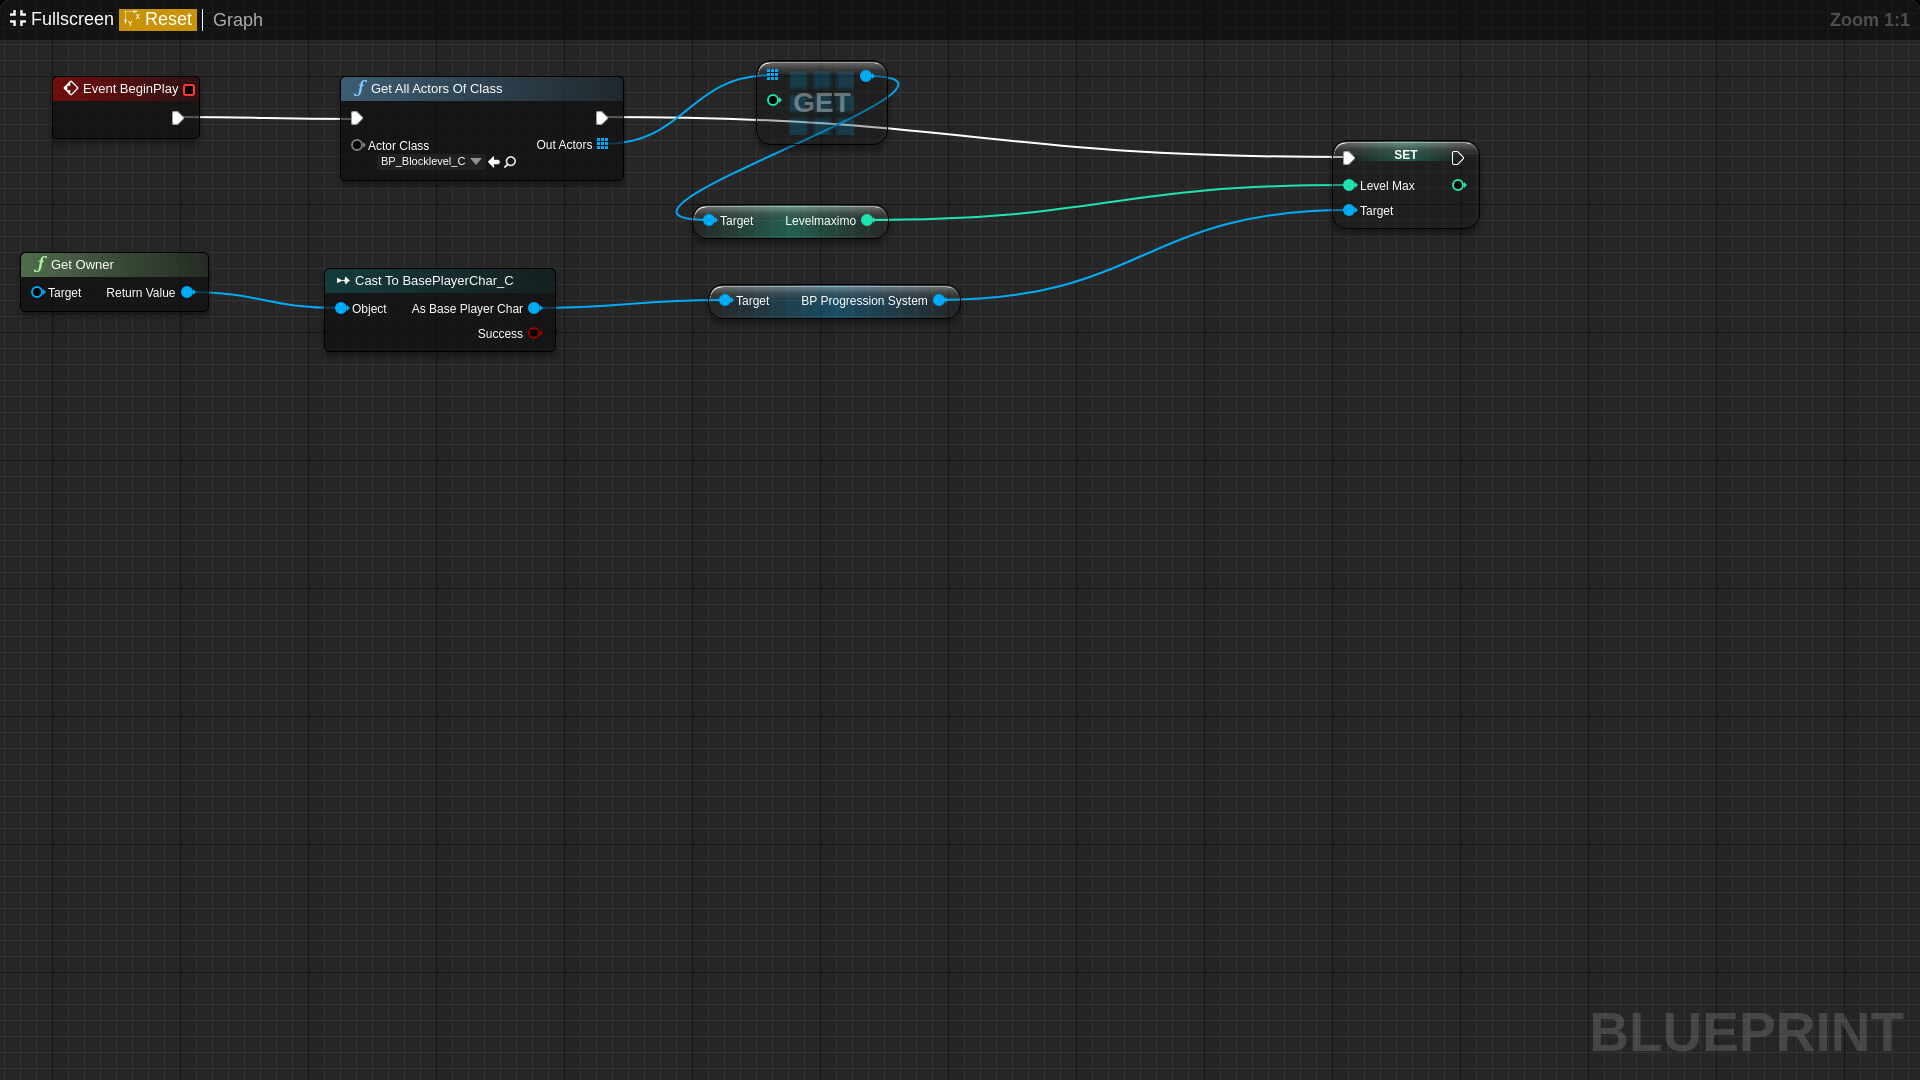 Fullscreen Reset Graph
Zoom 1:1
Event BeginPlay
Get All Actors Of Class
Actor Class
BP_Blocklevel_C
Out Actors
GET
SET
Level Max
Target
Target Levelmaximo
Get Owner
Target Return Value
Cast To BasePlayerChar_C
Object As Base Player Char
Success
Target BP Progression System
BLUEPRINT